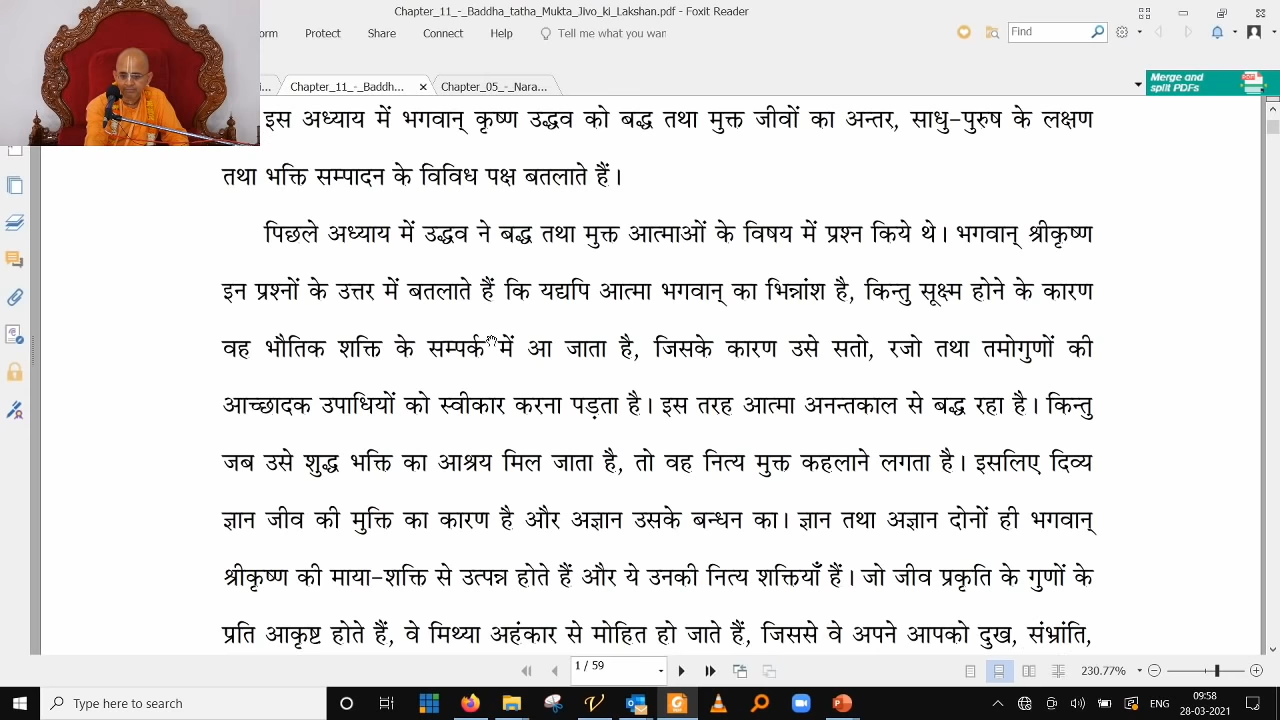 Chapter_11_-_Baddha_tatha_Mukta_Jivo_ki_Lakshan.pdf - Foxit Reader
orm Protect Share Connect Help Tell me what you war Find
i... Chapter_11_-_Baddh... Chapter_05_-_Nara... Merge and
split PDFs
इस अध्याय में भगवान् कृष्ण उद्धव को बद्ध तथा मुक्त जीवों का अन्तर, साधु-पुरुष के लक्षण
तथा भक्ति सम्पादन के विविध पक्ष बतलाते हैं।
पिछले अध्याय में उद्धव ने बद्ध तथा मुक्त आत्माओं के विषय में प्रश्न किये थे। भगवान् श्रीकृष्ण
इन प्रश्नों के उत्तर में बतलाते हैं कि यद्यपि आत्मा भगवान् का भिन्नांश है, किन्तु सूक्ष्म होने के कारण
वह भौतिक शक्ति के सम्पर्क में आ जाता है, जिसके कारण उसे सतो, रजो तथा तमोगुणों की
आच्छादक उपाधियों को स्वीकार करना पड़ता है। इस तरह आत्मा अनन्तकाल से बद्ध रहा है। किन्तु
जब उसे शुद्ध भक्ति का आश्रय मिल जाता है, तो वह नित्य मुक्त कहलाने लगता है। इसलिए दिव्य
ज्ञान जीव की मुक्ति का कारण है और अज्ञान उसके बन्धन का। ज्ञान तथा अज्ञान दोनों ही भगवान्
श्रीकृष्ण की माया-शक्ति से उत्पन्न होते हैं और ये उनकी नित्य शक्तियाँ हैं। जो जीव प्रकृति के गुणों के
प्रति आकृष्ट होते हैं, वे मिथ्या अहंकार से मोहित हो जाते हैं, जिससे वे अपने आपको दुख, संभ्रांति,
1 / 59 230.77%
Type here to search
09:58
28-03-2021